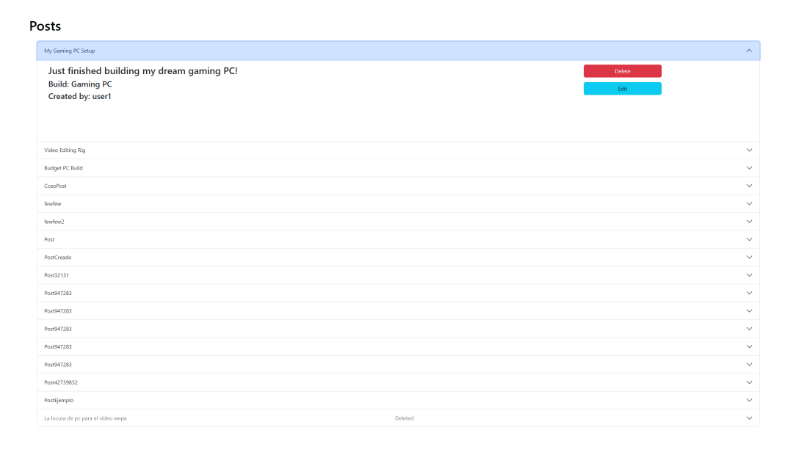 Posts
My Gaming PC Setup
Just finished building my dream gaming PC!
Delete
Build: Gaming PC
Edit
Created by: user1
Video Editing Rig
Budget PC Build
CosoPost
fewfew
fewfew2
Post
PostCreado
Post32131
Post947283
Post947283
Post947283
Post947283
Post947283
Post42739832
PostEjemplo
La locura de pc para el video wepa Deleted